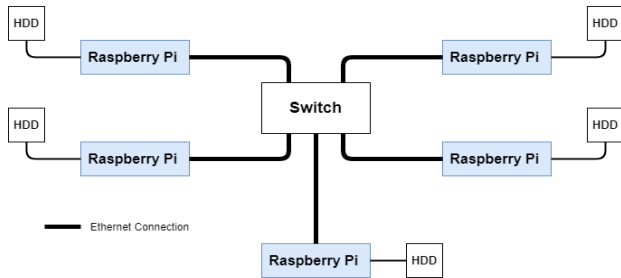 HDD
Raspberry Pi
HDD
Raspberry Pi
Switch
HDD
Raspberry Pi
HDD
Raspberry Pi
Ethernet Connection
Raspberry Pi
HDD